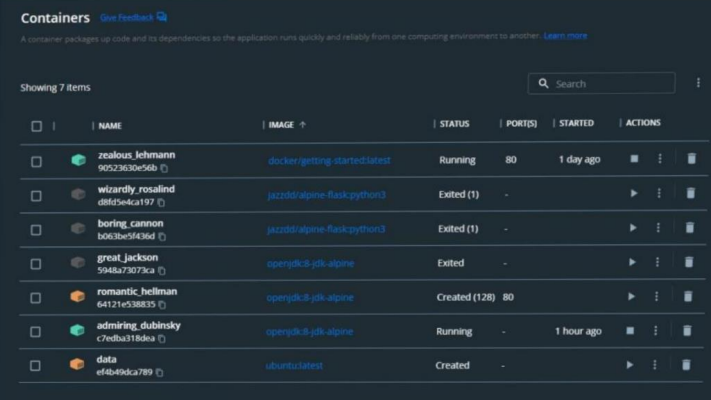 Containers Give Feedback
A container packages up code and its dependencies so the application runs quickly and reliably from one computing environment to another. Learn more
Showing 7 items
Search
NAME IMAGE ↑ STATUS PORT(S) STARTED ACTIONS
zealous_lehmann
90523630e56b docker/getting-started:latest Running 80 1 day ago
wizardly_rosalind
d8fd5e4ca197 jazzdd/alpine-flask:python3 Exited (1) -
boring_cannon
b063be5f436d jazzdd/alpine-flask:python3 Exited (1) -
great_jackson
5948a73073ca openjdk:8-jdk-alpine Exited -
romantic_hellman
64121e538835 openjdk:8-jdk-alpine Created (128) 80
admiring_dubinsky
c7edba318dea openjdk:8-jdk-alpine Running - 1 hour ago
data
ef4b49dca789 ubuntu:latest Created -